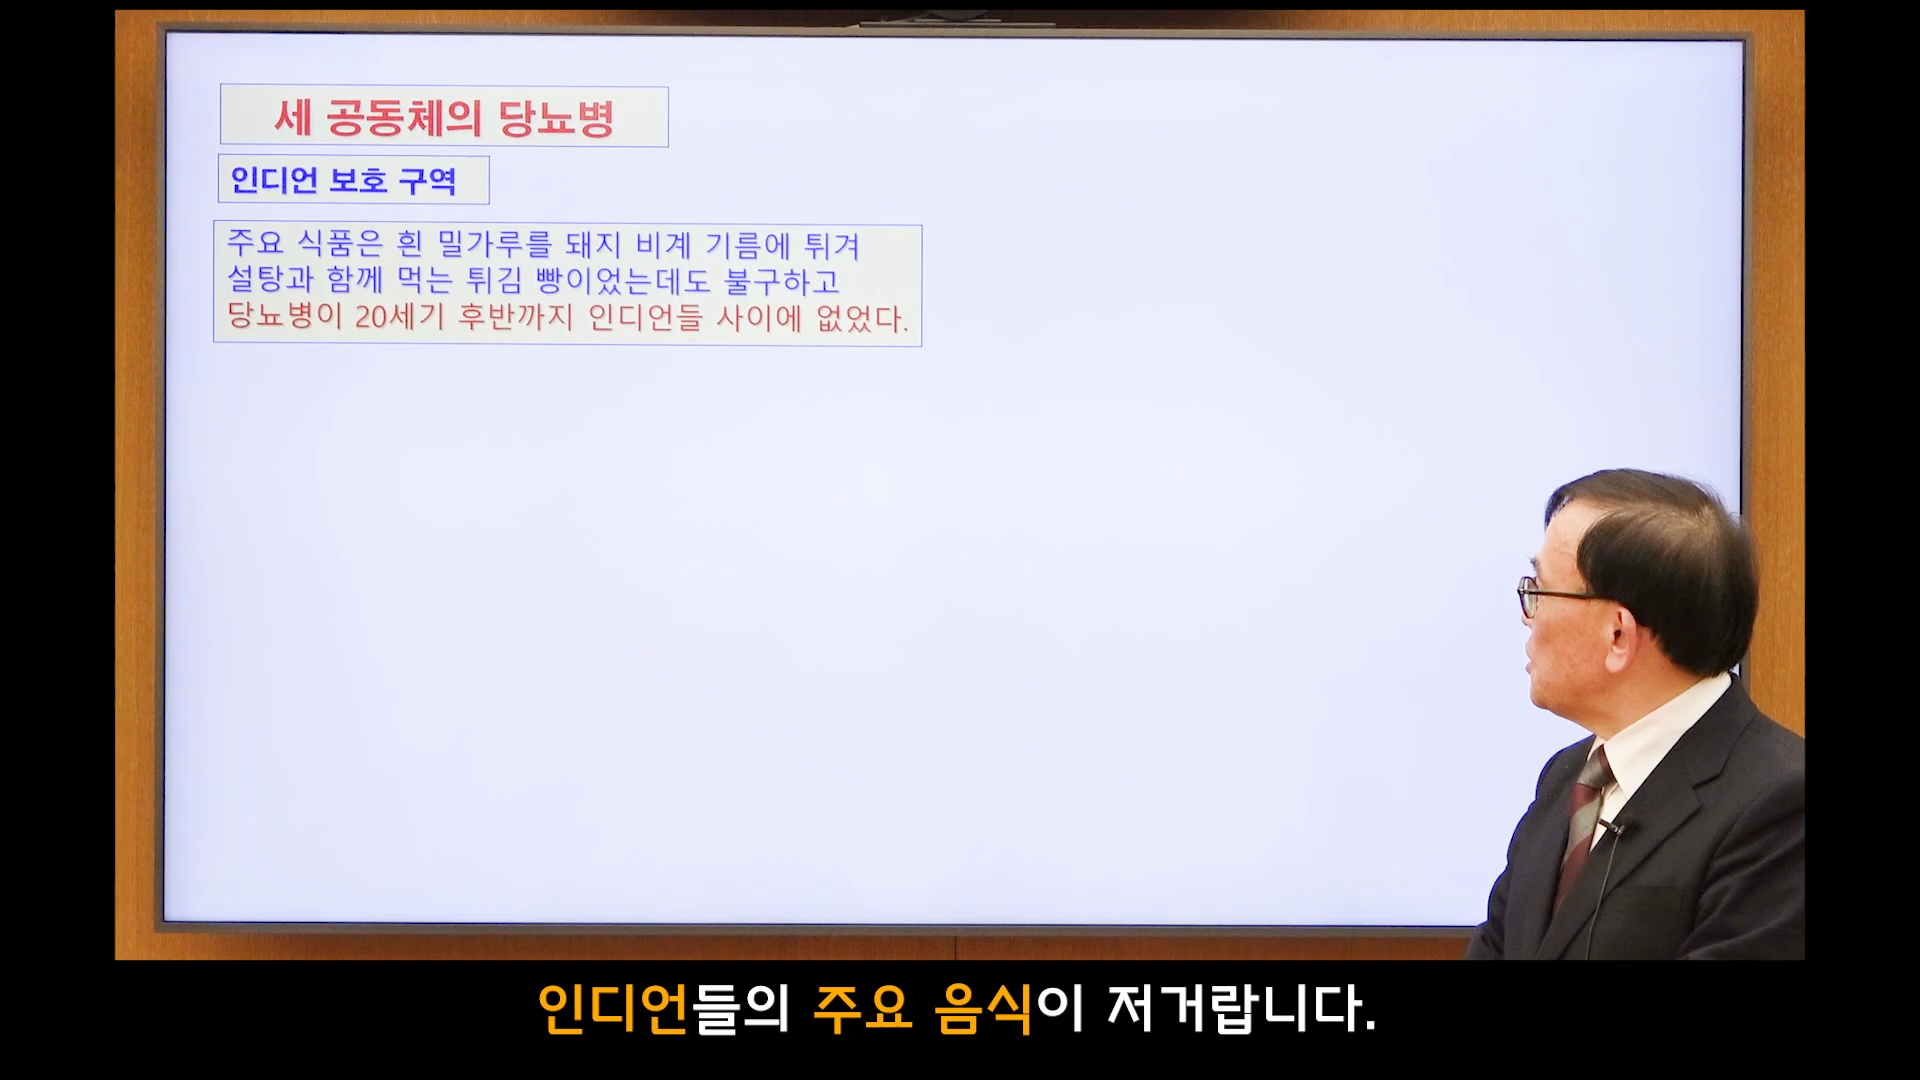 세 공동체의 당뇨병
인디언 보호 구역
주요 식품은 흰 밀가루를 돼지 비계 기름에 튀겨
설탕과 함께 먹는 튀김 빵이었는데도 불구하고
당뇨병이 20세기 후반까지 인디언들 사이에 없었다.
인디언들의 주요 음식이 저거랍니다.